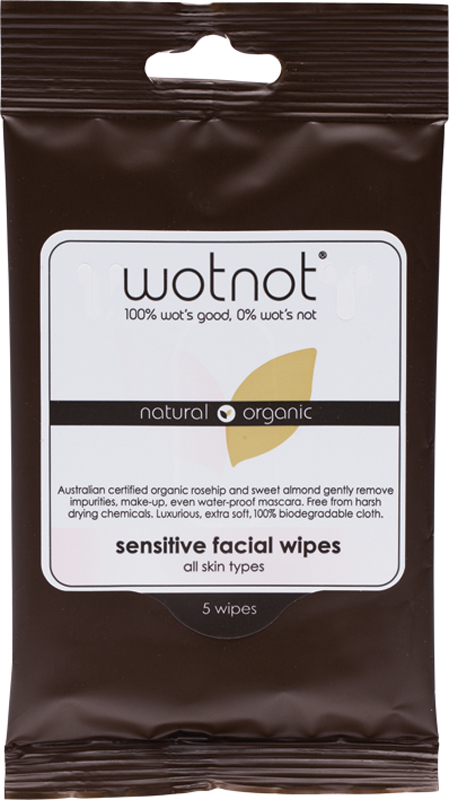 wotnot®
100% wot's good, 0% wot's not
natural organic
Australian certified organic rosehip and sweet almond gently remove
impurities, make-up, even water-proof mascara. Free from harsh
drying chemicals. Luxurious, extra soft, 100% biodegradable cloth.
sensitive facial wipes
all skin types
5 wipes